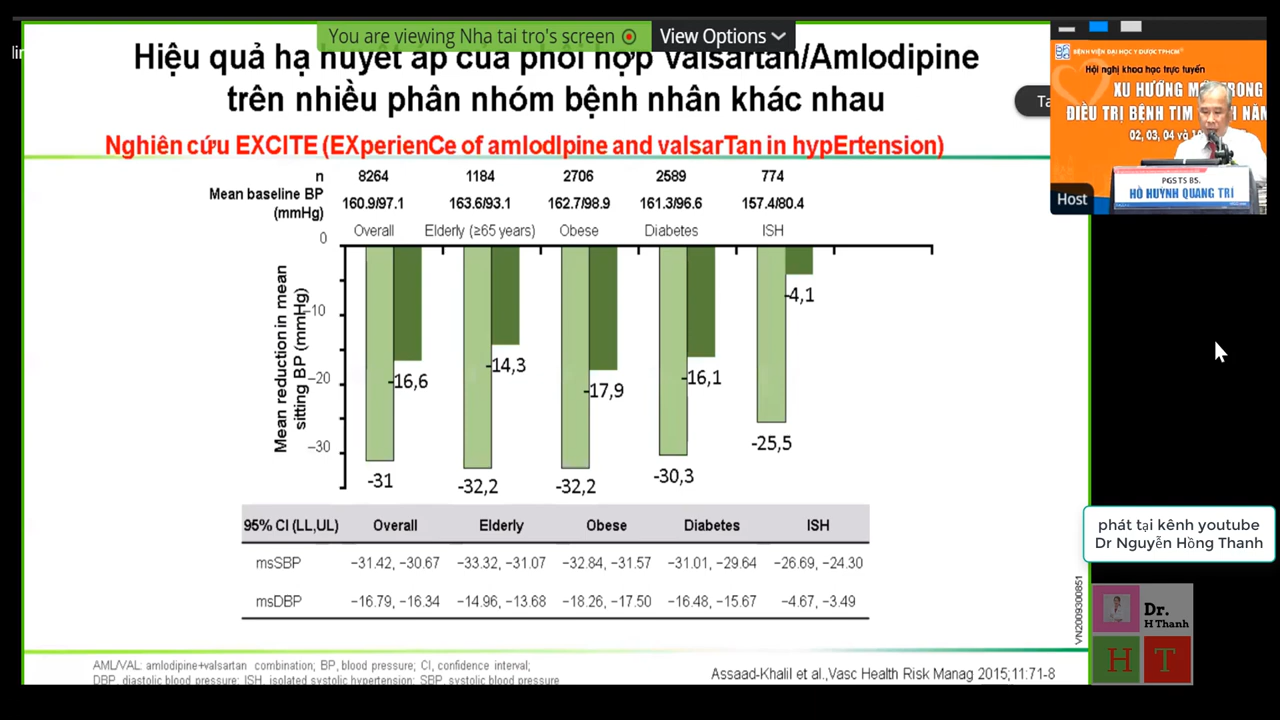 You are viewing Nha tai tro's screen
View Options
Hiệu quả hạ huyết áp của phối hợp Valsartan/Amlodipine
trên nhiều phân nhóm bệnh nhân khác nhau
Nghiên cứu EXCITE (EXperienCe of amlodIpine and valsarTan in hypErtension)
n 8264 1184 2706 2589 774
Mean baseline BP
(mmHg) 160.9/97.1 163.6/93.1 162.7/98.9 161.3/96.6 157.4/80.4
Overall Elderly (≥65 years) Obese Diabetes ISH
0
–10
–20
–30
Mean reduction in mean
sitting BP (mmHg)
-16,6 -14,3 -17,9 -16,1 -4,1
-31 -32,2 -32,2 -30,3 -25,5
95% CI (LL,UL) Overall Elderly Obese Diabetes ISH
msSBP −31.42, −30.67 −33.32, −31.07 −32.84, −31.57 −31.01, −29.64 −26.69, −24.30
msDBP −16.79, −16.34 −14.96, −13.68 −18.26, −17.50 −16.48, −15.67 −4.67, −3.49
VN2009300851
AML/VAL: amlodipine+valsartan combination; BP, blood pressure; CI, confidence interval;
DBP, diastolic blood pressure; ISH, isolated systolic hypertension; SBP, systolic blood pressure
Assaad-Khalil et al.,Vasc Health Risk Manag 2015;11:71-8
BỆNH VIỆN ĐẠI HỌC Y DƯỢC TPHCM
Hội nghị khoa học trực tuyến
XU HƯỚNG TRONG
ĐIỀU TRỊ BỆNH TIM
02, 03, 04 và
PGS TS BS.
HỒ HUỲNH QUANG TRÍ
Host
phát tại kênh youtube
Dr Nguyễn Hồng Thanh
Dr.
H Thanh
H T